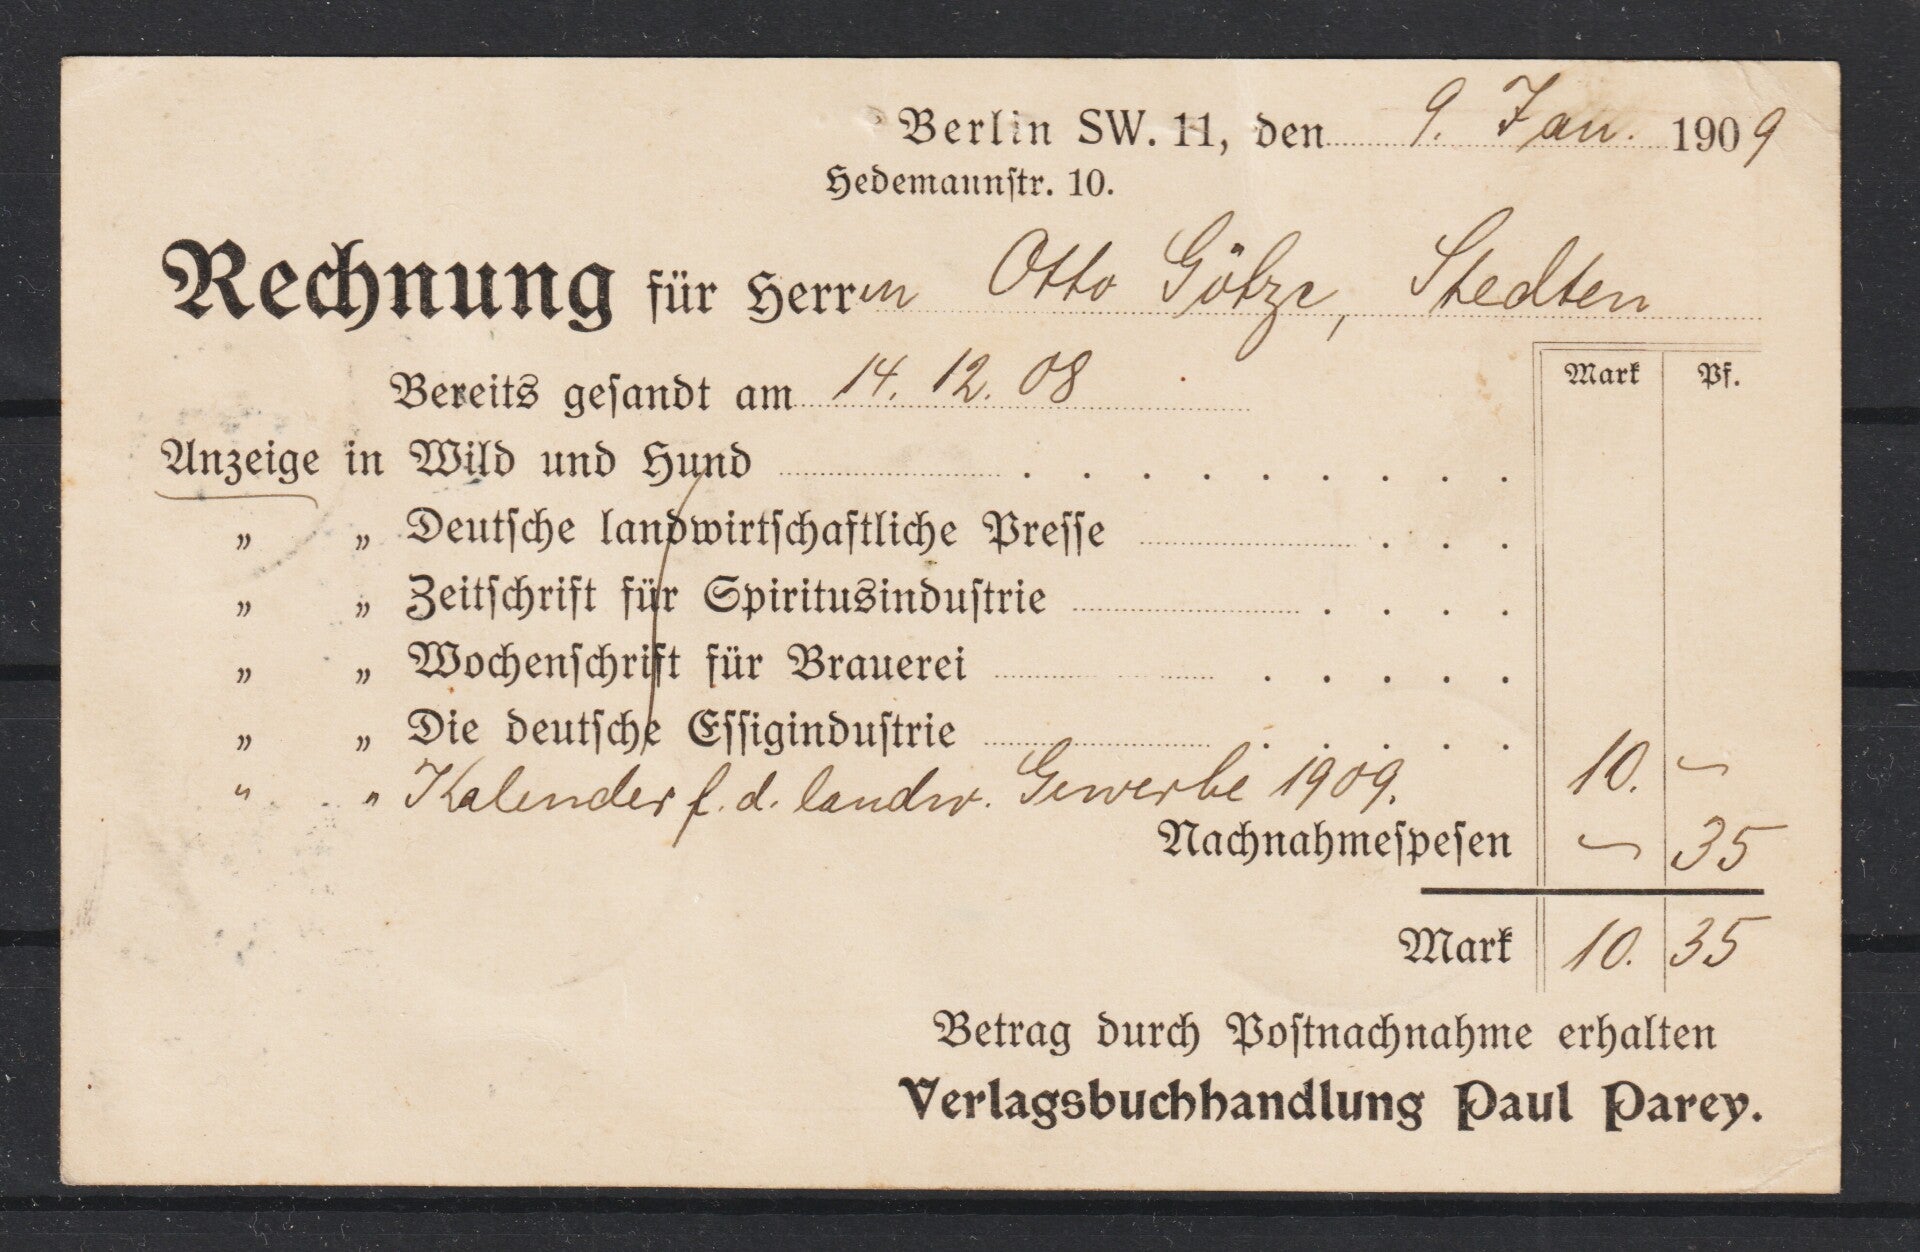 Berlin SW. 11, den 9. Jan. 1909
Hedemannstr. 10.
Rechnung für Herrn Otto Götze, Stedten
Mark Pf.
Bereits gesandt am 14. 12. 08
Anzeige in Wild und Hund
„ „ Deutsche landwirtschaftliche Presse
„ „ Zeitschrift für Spiritusindustrie
„ „ Wochenschrift für Brauerei
„ „ Die deutsche Essigindustrie
" " Kalender f. d. landw. Gewerbe 1909. 10. –
Nachnahmespesen – 35
Mark 10. 35
Betrag durch Postnachnahme erhalten
Verlagsbuchhandlung Paul Parey.